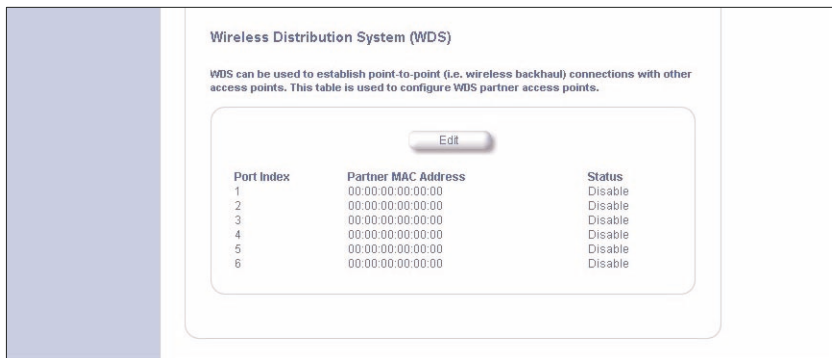 Wireless Distribution System (WDS)
WDS can be used to establish point-to-point (i.e. wireless backhaul) connections with other
access points. This table is used to configure WDS partner access points.
Edit
Port Index Partner MAC Address Status
1 00:00:00:00:00:00 Disable
2 00:00:00:00:00:00 Disable
3 00:00:00:00:00:00 Disable
4 00:00:00:00:00:00 Disable
5 00:00:00:00:00:00 Disable
6 00:00:00:00:00:00 Disable